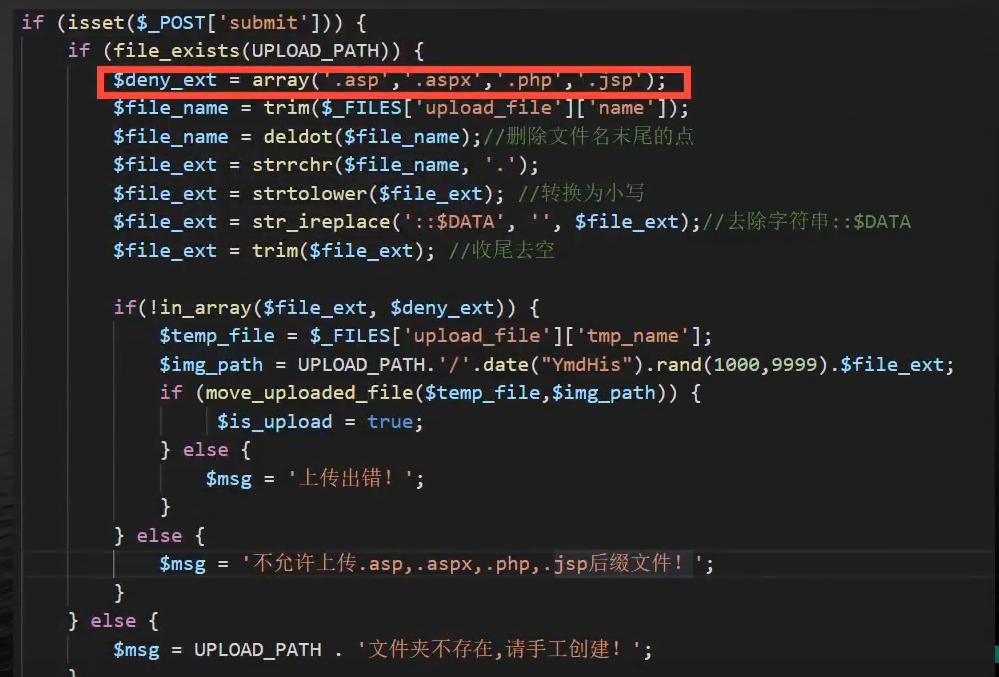 if (isset($_POST['submit'])) {
    if (file_exists(UPLOAD_PATH)) {
        $deny_ext = array('.asp','.aspx','.php','.jsp');
        $file_name = trim($_FILES['upload_file']['name']);
        $file_name = deldot($file_name);//删除文件名末尾的点
        $file_ext = strrchr($file_name, '.');
        $file_ext = strtolower($file_ext); //转换为小写
        $file_ext = str_ireplace('::$DATA', '', $file_ext);//去除字符串::$DATA
        $file_ext = trim($file_ext); //收尾去空

        if(!in_array($file_ext, $deny_ext)) {
            $temp_file = $_FILES['upload_file']['tmp_name'];
            $img_path = UPLOAD_PATH.'/'.date("YmdHis").rand(1000,9999).$file_ext;
            if (move_uploaded_file($temp_file,$img_path)) {
                $is_upload = true;
            } else {
                $msg = '上传出错！';
            }
        } else {
            $msg = '不允许上传.asp,.aspx,.php,.jsp后缀文件！';
        }
    } else {
        $msg = UPLOAD_PATH . '文件夹不存在,请手工创建！';
    }